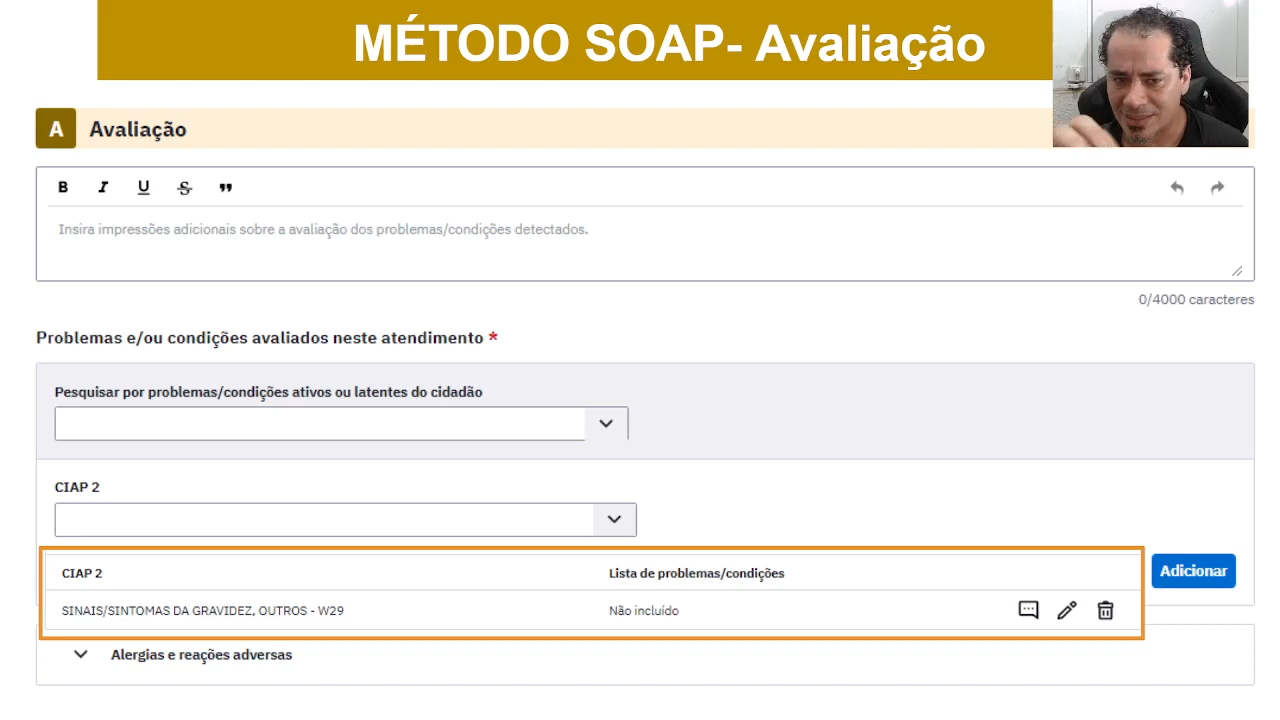 MÉTODO SOAP- Avaliação
A Avaliação
B I U S
Insira impressões adicionais sobre a avaliação dos problemas/condições detectados.
0/4000 caracteres
Problemas e/ou condições avaliados neste atendimento *
Pesquisar por problemas/condições ativos ou latentes do cidadão
CIAP 2
CIAP 2 Lista de problemas/condições
Adicionar
SINAIS/SINTOMAS DA GRAVIDEZ, OUTROS - W29 Não incluído
Alergias e reações adversas